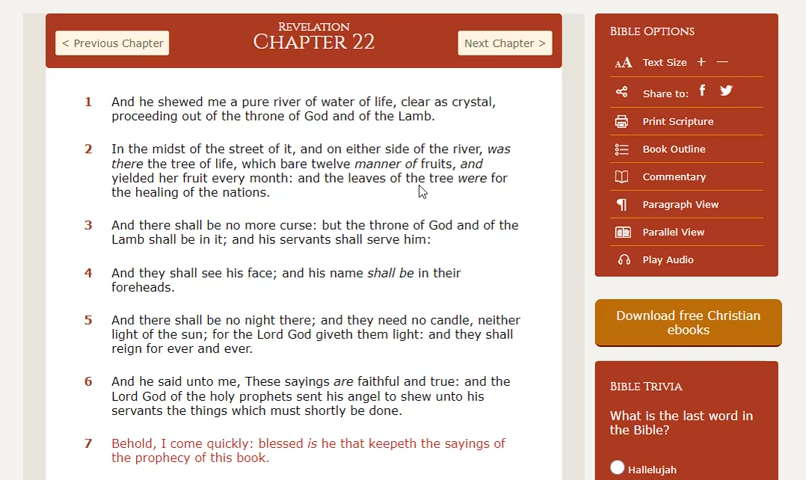 REVELATION
CHAPTER 22
< Previous Chapter
Next Chapter >
1 And he shewed me a pure river of water of life, clear as crystal,
proceeding out of the throne of God and of the Lamb.
2 In the midst of the street of it, and on either side of the river, was
there the tree of life, which bare twelve manner of fruits, and
yielded her fruit every month: and the leaves of the tree were for
the healing of the nations.
3 And there shall be no more curse: but the throne of God and of the
Lamb shall be in it; and his servants shall serve him:
4 And they shall see his face; and his name shall be in their
foreheads.
5 And there shall be no night there; and they need no candle, neither
light of the sun; for the Lord God giveth them light: and they shall
reign for ever and ever.
6 And he said unto me, These sayings are faithful and true: and the
Lord God of the holy prophets sent his angel to shew unto his
servants the things which must shortly be done.
7 Behold, I come quickly: blessed is he that keepeth the sayings of
the prophecy of this book.
BIBLE OPTIONS
AA Text Size + —
Share to: f
Print Scripture
Book Outline
Commentary
¶ Paragraph View
Parallel View
Play Audio
Download free Christian
ebooks
BIBLE TRIVIA
What is the last word in
the Bible?
Hallelujah